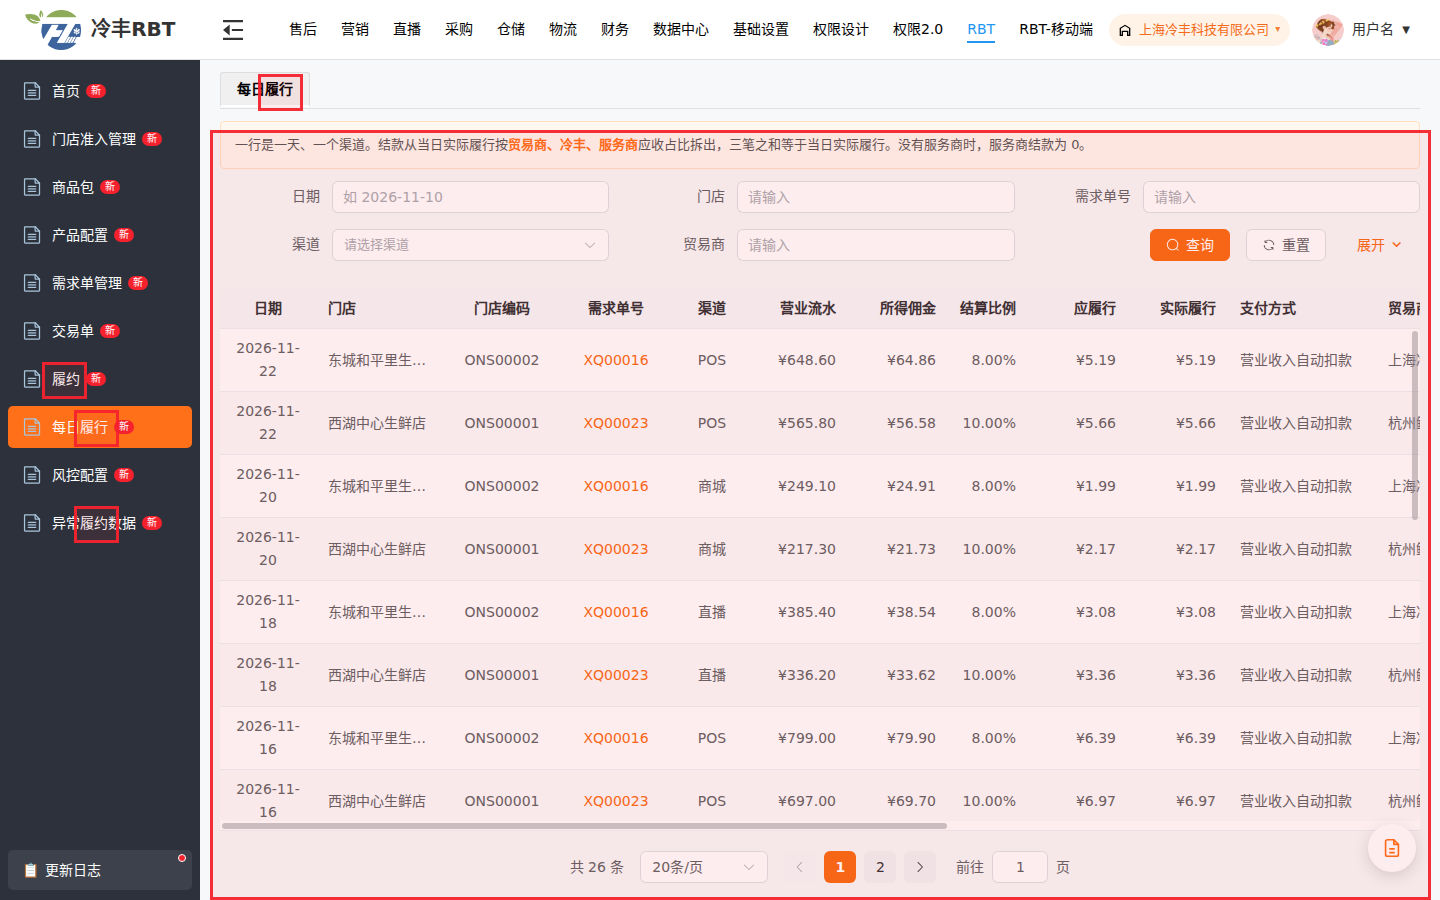 冷丰RBT
售后 营销 直播 采购 仓储 物流 财务 数据中心 基础设置 权限设计 权限2.0 RBT RBT-移动端 上海冷丰科技有限公司 ▾ 用户名 ▼
首页 新
门店准入管理 新
商品包 新
产品配置 新
需求单管理 新
交易单 新
履约 新
每日履行 新
风控配置 新
异常履约数据 新
更新日志
每日履行
一行是一天、一个渠道。结款从当日实际履行按贸易商、冷丰、服务商应收占比拆出，三笔之和等于当日实际履行。没有服务商时，服务商结款为 0。
日期 如 2026-11-10 门店 请输入 需求单号 请输入
渠道 请选择渠道 贸易商 请输入 查询 重置 展开
日期 门店 门店编码 需求单号 渠道 营业流水 所得佣金 结算比例 应履行 实际履行 支付方式 贸易
2026-11-22 东城和平里生... ONS00002 XQ00016 POS ¥648.60 ¥64.86 8.00% ¥5.19 ¥5.19 营业收入自动扣款 上海
2026-11-22 西湖中心生鲜店 ONS00001 XQ00023 POS ¥565.80 ¥56.58 10.00% ¥5.66 ¥5.66 营业收入自动扣款 杭州
2026-11-20 东城和平里生... ONS00002 XQ00016 商城 ¥249.10 ¥24.91 8.00% ¥1.99 ¥1.99 营业收入自动扣款 上海
2026-11-20 西湖中心生鲜店 ONS00001 XQ00023 商城 ¥217.30 ¥21.73 10.00% ¥2.17 ¥2.17 营业收入自动扣款 杭州
2026-11-18 东城和平里生... ONS00002 XQ00016 直播 ¥385.40 ¥38.54 8.00% ¥3.08 ¥3.08 营业收入自动扣款 上海
2026-11-18 西湖中心生鲜店 ONS00001 XQ00023 直播 ¥336.20 ¥33.62 10.00% ¥3.36 ¥3.36 营业收入自动扣款 杭州
2026-11-16 东城和平里生... ONS00002 XQ00016 POS ¥799.00 ¥79.90 8.00% ¥6.39 ¥6.39 营业收入自动扣款 上海
2026-11-16 西湖中心生鲜店 ONS00001 XQ00023 POS ¥697.00 ¥69.70 10.00% ¥6.97 ¥6.97 营业收入自动扣款 杭州
共 26 条 20条/页 1 2 前往 1 页